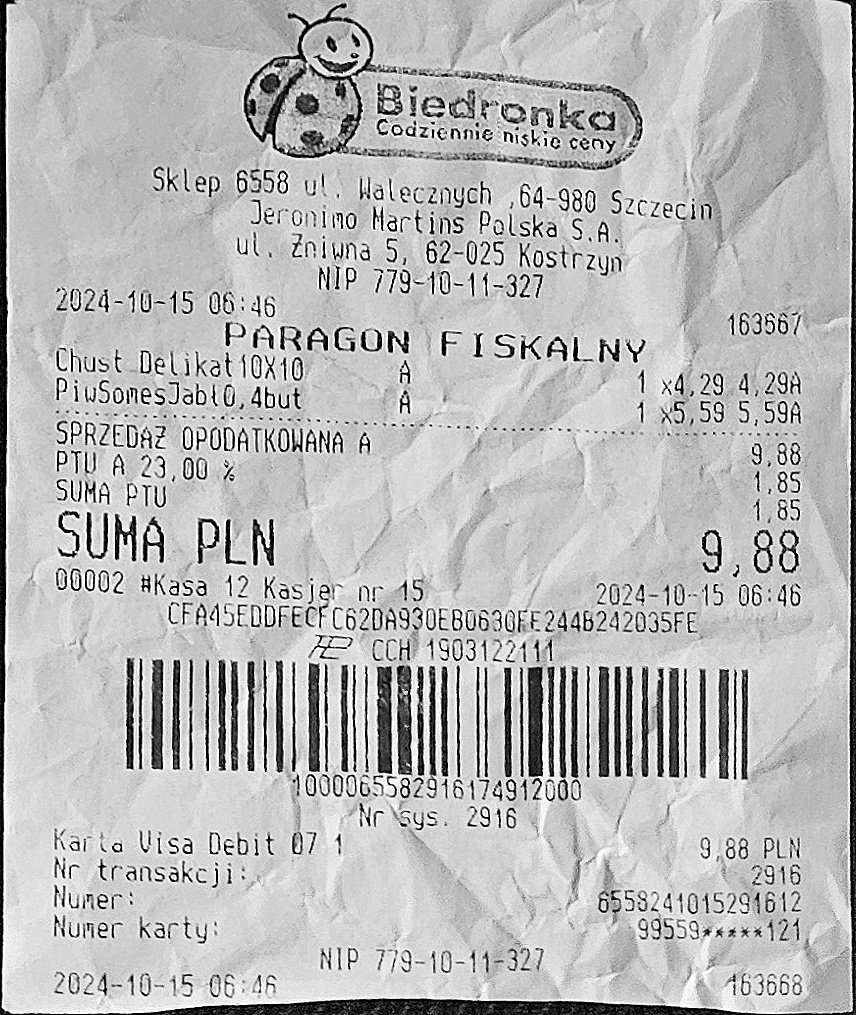 Biedronka
Codziennie niskie ceny
Sklep 6558 ul. Walecznych ,64-980 Szczecin
Jeronimo Martins Polska S.A.
ul. Żniwna 5, 62-025 Kostrzyn
NIP 779-10-11-327
2024-10-15 06:46 163667
PARAGON FISKALNY
Chust Delikat10X10 A 1 x4,29 4,29A
PiwSomesJabł0,4but A 1 x5,59 5,59A
SPRZEDAŻ OPODATKOWANA A 9,88
PTU A 23,00 % 1,85
SUMA PTU 1,85
SUMA PLN 9,88
00002 #Kasa 12 Kasjer nr 15 2024-10-15 06:46
CFA45EDDFECFC62DA930EB0630FE244B242035FE
CCH 1903122111
1000065582916174912000
Nr sys. 2916
Karta Visa Debit 07 1 9,88 PLN
Nr transakcji: 2916
Numer: 6558241015291612
Numer karty: 99559*****121
NIP 779-10-11-327
2024-10-15 06:46 163668